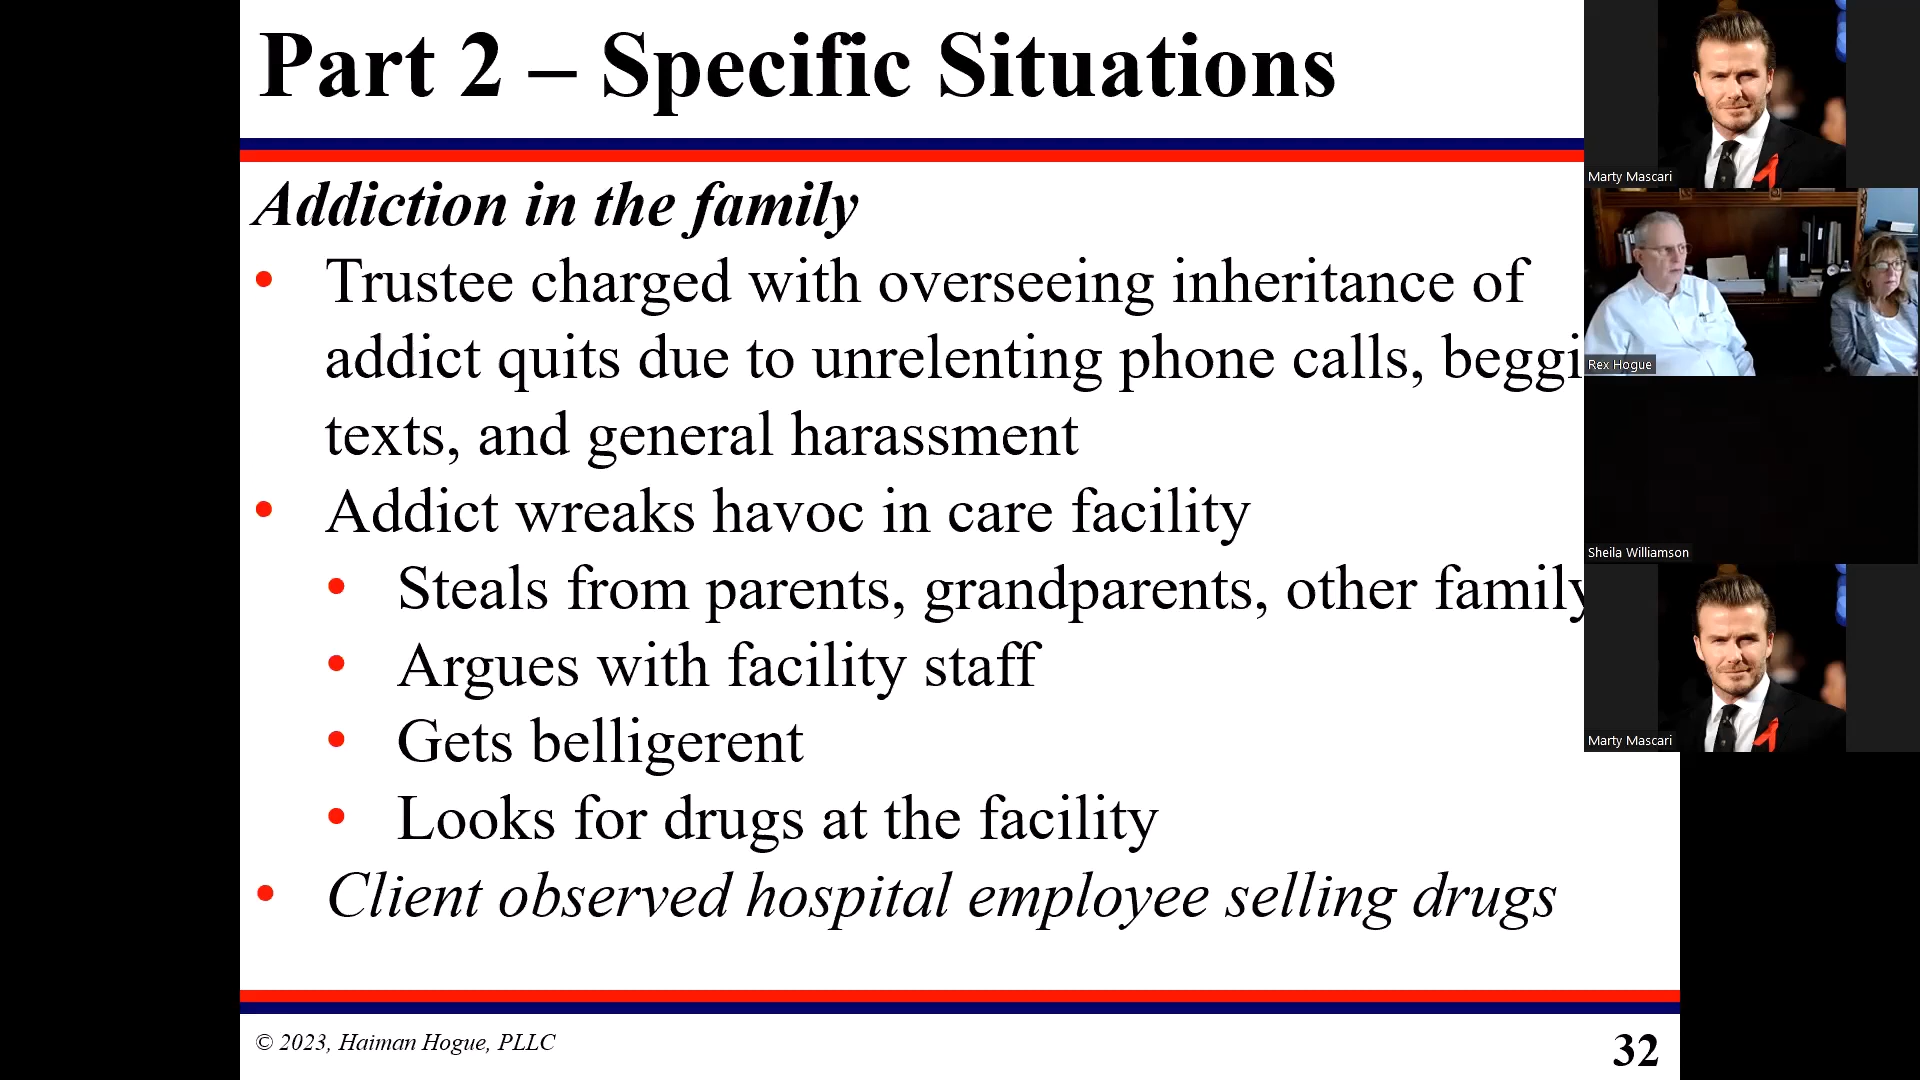 Part 2 – Specific Situations
Addiction in the family
• Trustee charged with overseeing inheritance of
addict quits due to unrelenting phone calls, beggi
texts, and general harassment
• Addict wreaks havoc in care facility
• Steals from parents, grandparents, other family
• Argues with facility staff
• Gets belligerent
• Looks for drugs at the facility
• Client observed hospital employee selling drugs
© 2023, Haiman Hogue, PLLC
32
Marty Mascari
Rex Hogue
Sheila Williamson
Marty Mascari